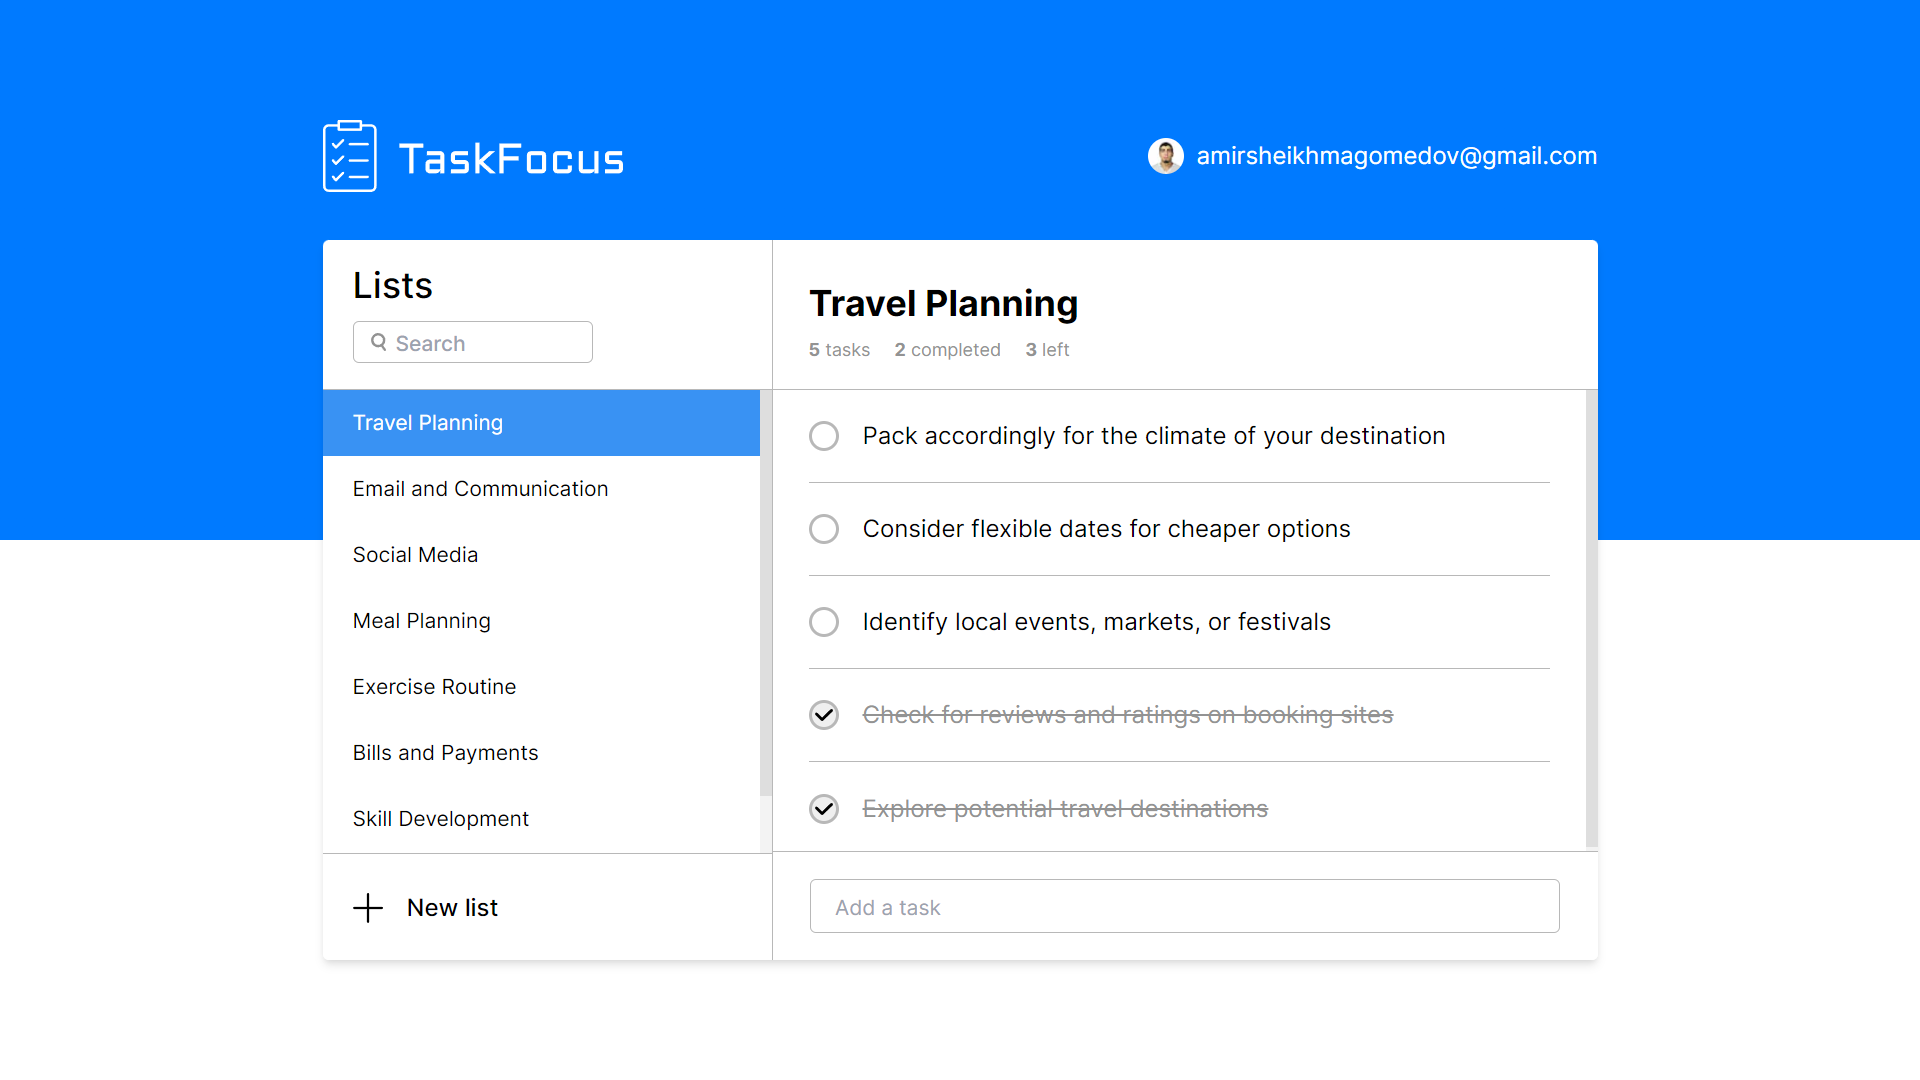 TaskFocus
amirsheikhmagomedov@gmail.com
Lists
Search
Travel Planning
Email and Communication
Social Media
Meal Planning
Exercise Routine
Bills and Payments
Skill Development
New list
Travel Planning
5 tasks 2 completed 3 left
Pack accordingly for the climate of your destination
Consider flexible dates for cheaper options
Identify local events, markets, or festivals
Check for reviews and ratings on booking sites
Explore potential travel destinations
Add a task